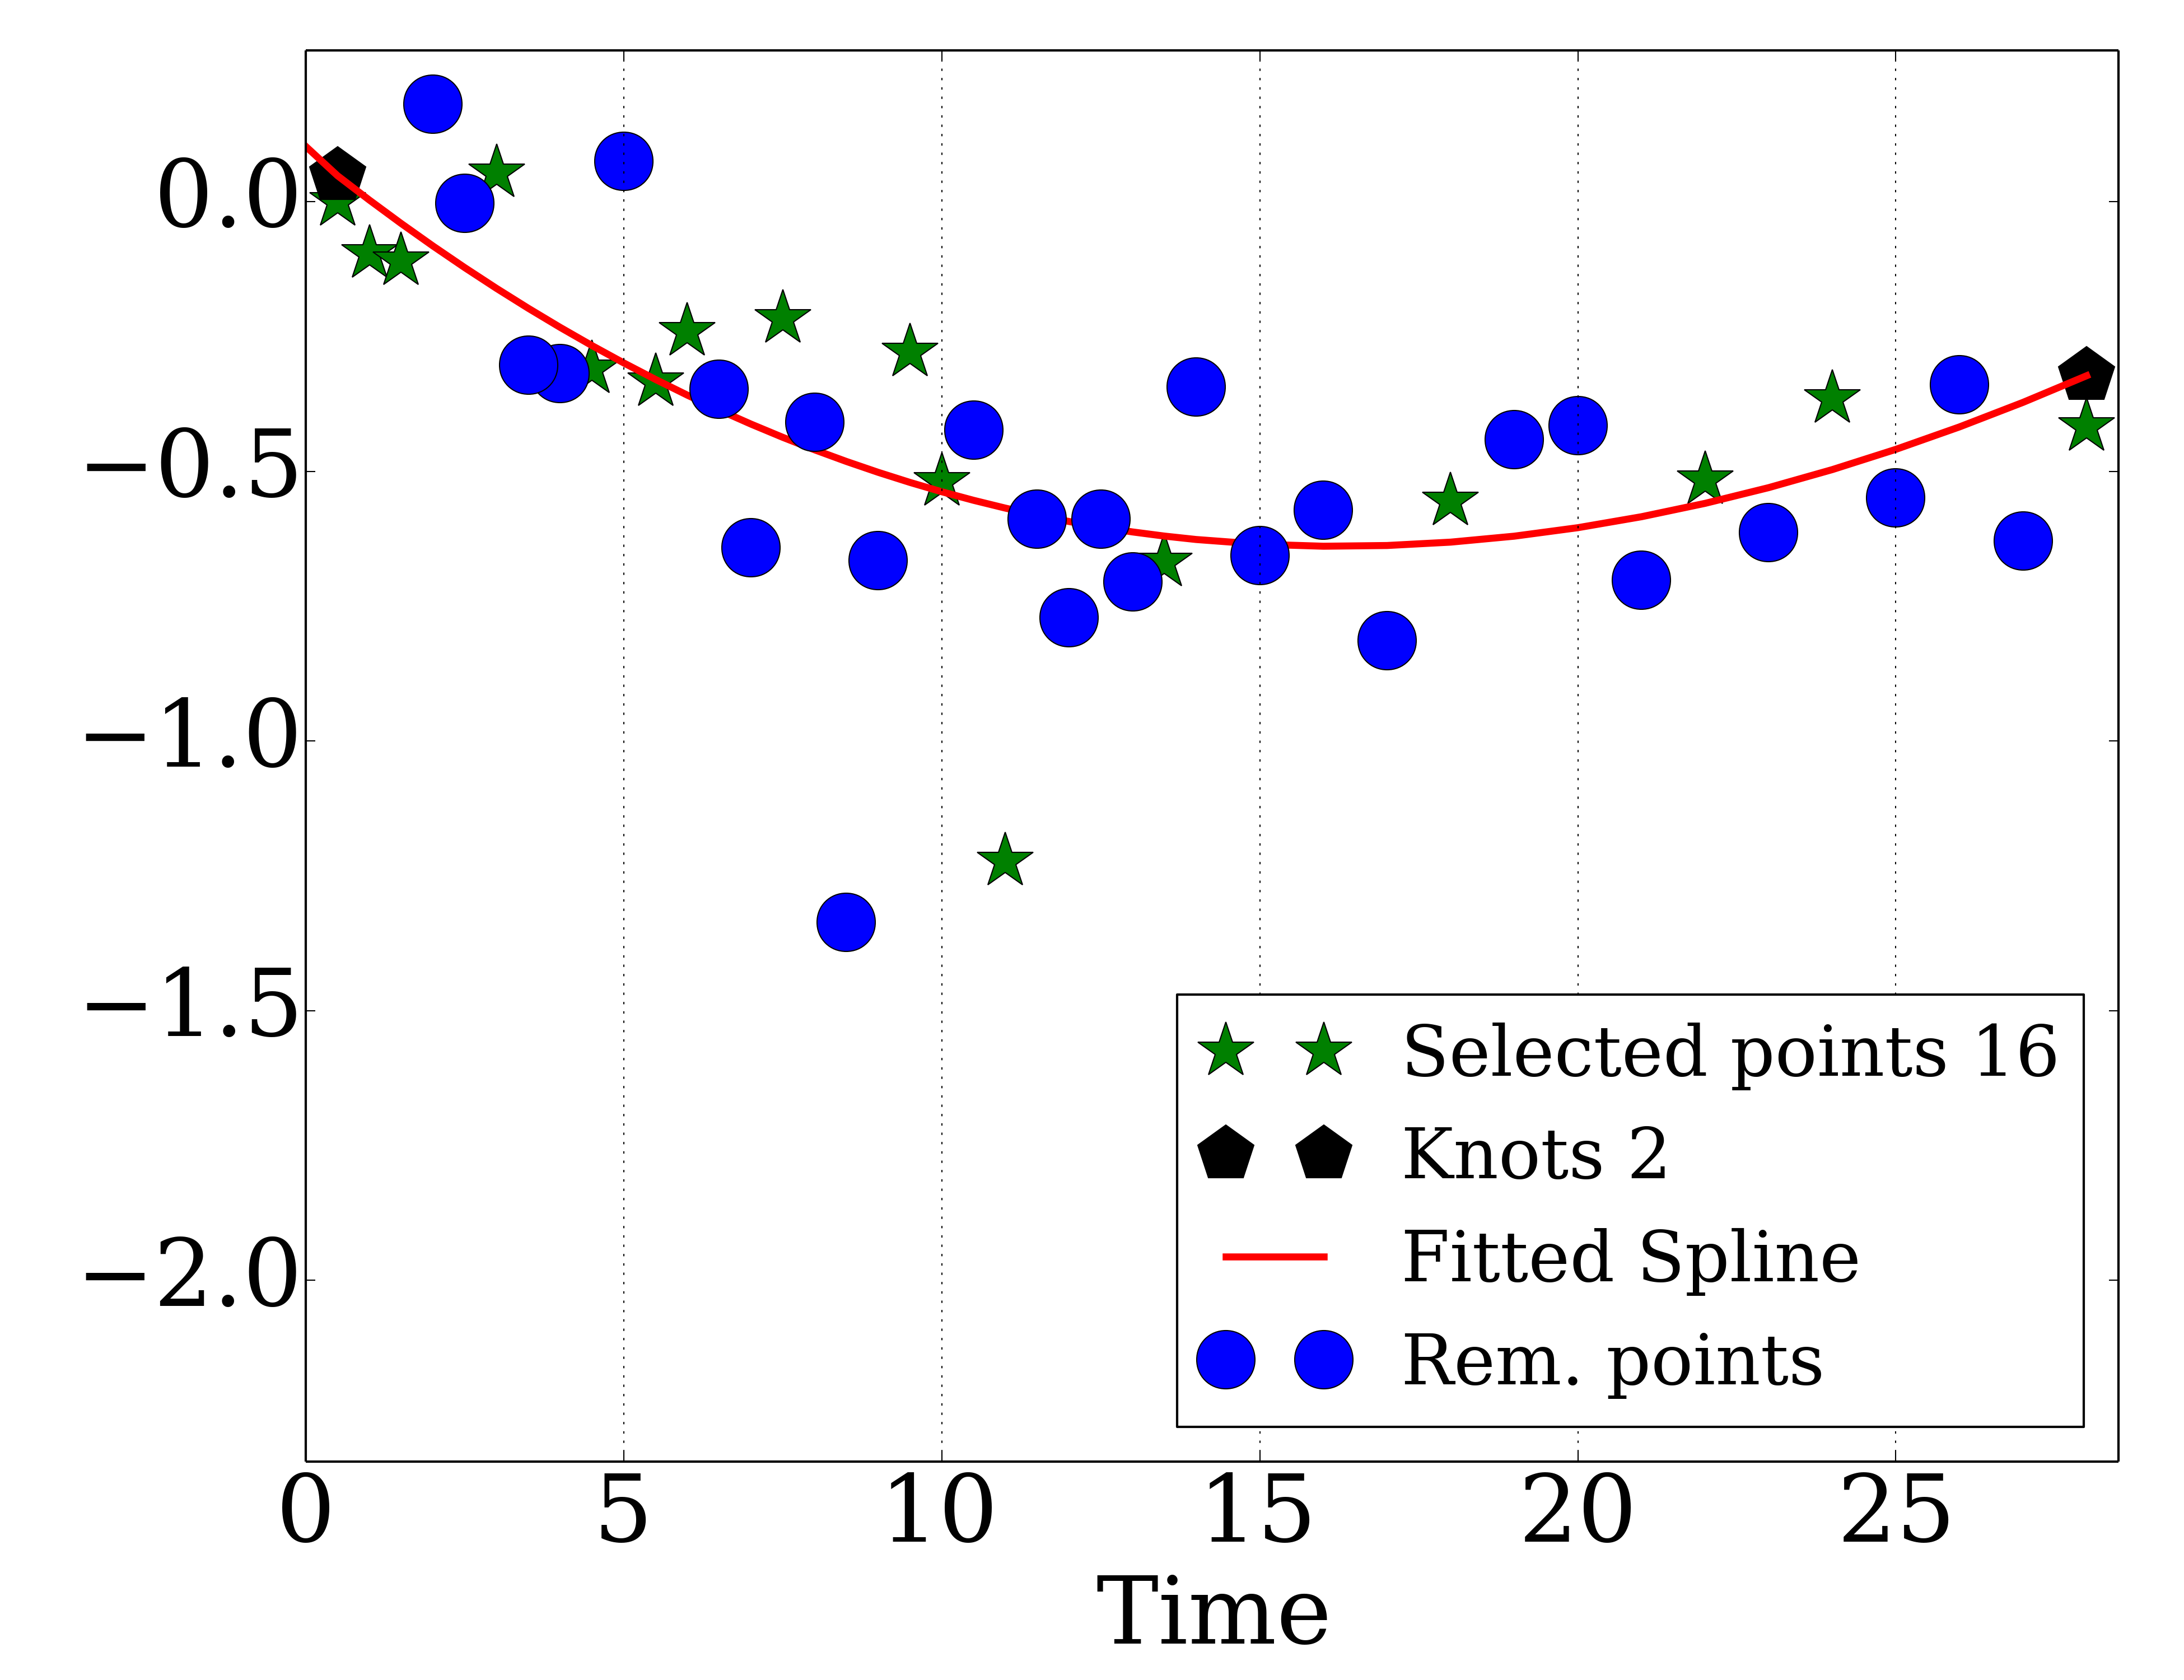 0.0
−0.5
−1.0
−1.5
−2.0
Selected points 16
Knots 2
Fitted Spline
Rem. points
0 5 10 15 20 25
Time